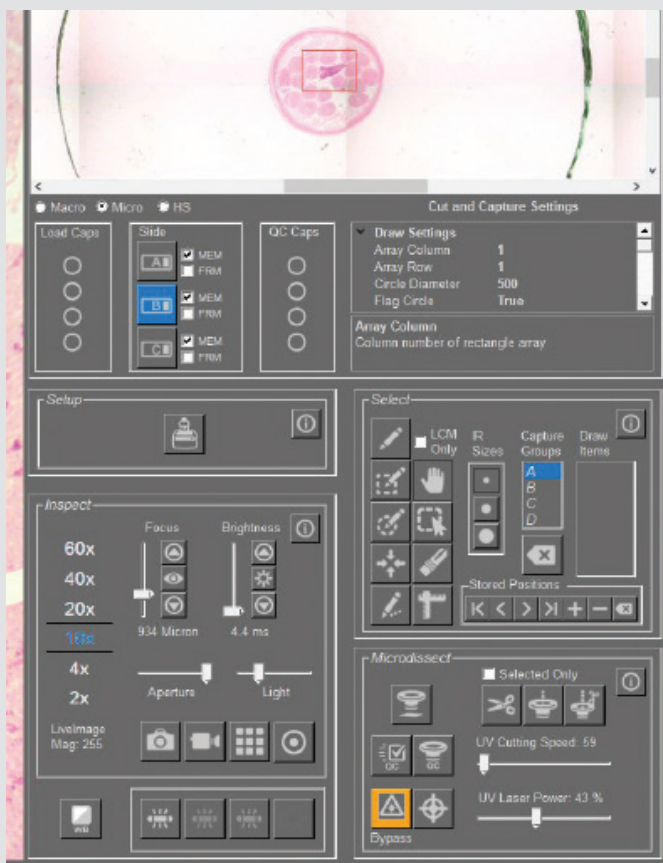 Macro Micro HS
Cut and Capture Settings
Load Caps
Slide
QC Caps
A
MEM
FRM
B
MEM
FRM
C
MEM
FRM
Draw Settings
Array Column 1
Array Row 1
Circle Diameter 500
Flag Circle True
Array Column
Column number of rectangle array
Setup
Select
LCM Only
IR Sizes
Capture Groups
Draw Items
A
B
C
D
Stored Positions
Inspect
Focus
Brightness
60x
40x
20x
10x
4x
2x
934 Micron
4.4 ms
Aperture
Light
LiveImage
Mag: 255
WB
Microdissect
Selected Only
QC
QC
UV Cutting Speed: 59
UV Laser Power: 43 %
Bypass